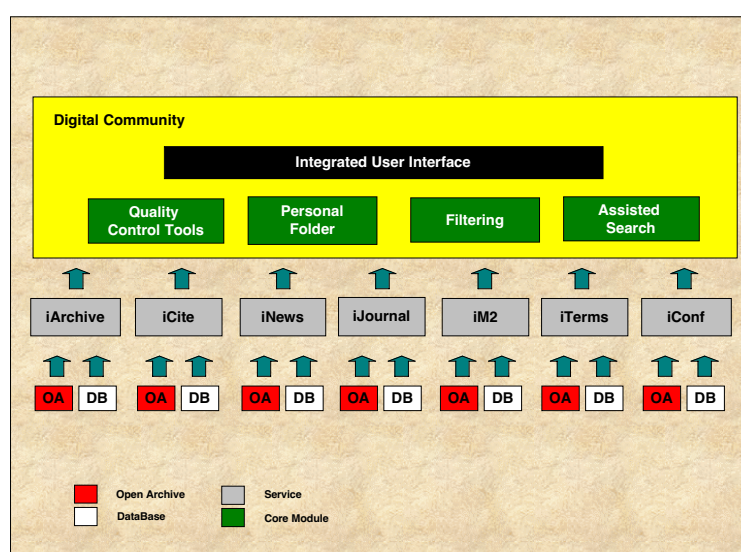 Digital Community
Integrated User Interface
Quality
Control Tools
Personal
Folder
Filtering
Assisted
Search
iArchive iCite iNews iJournal iM2 iTerms iConf
OA DB OA DB OA DB OA DB OA DB OA DB OA DB
Open Archive Service
DataBase Core Module